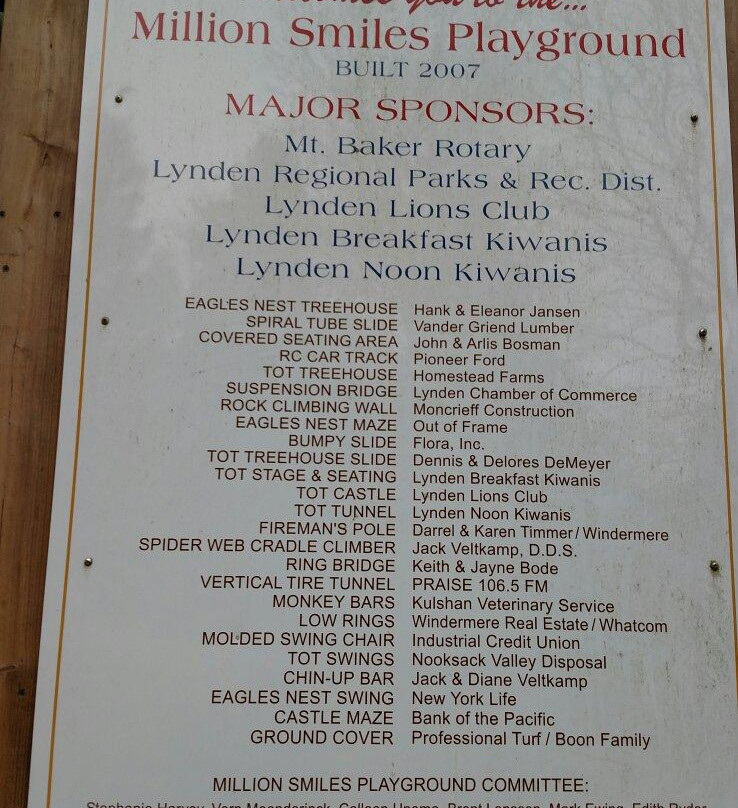 you to the...
Million Smiles Playground
BUILT 2007
MAJOR SPONSORS:
Mt. Baker Rotary
Lynden Regional Parks & Rec. Dist.
Lynden Lions Club
Lynden Breakfast Kiwanis
Lynden Noon Kiwanis
EAGLES NEST TREEHOUSE Hank & Eleanor Jansen
SPIRAL TUBE SLIDE Vander Griend Lumber
COVERED SEATING AREA John & Arlis Bosman
RC CAR TRACK Pioneer Ford
TOT TREEHOUSE Homestead Farms
SUSPENSION BRIDGE Lynden Chamber of Commerce
ROCK CLIMBING WALL Moncrieff Construction
EAGLES NEST MAZE Out of Frame
BUMPY SLIDE Flora, Inc.
TOT TREEHOUSE SLIDE Dennis & Delores DeMeyer
TOT STAGE & SEATING Lynden Breakfast Kiwanis
TOT CASTLE Lynden Lions Club
TOT TUNNEL Lynden Noon Kiwanis
FIREMAN'S POLE Darrel & Karen Timmer / Windermere
SPIDER WEB CRADLE CLIMBER Jack Veltkamp, D.D.S.
RING BRIDGE Keith & Jayne Bode
VERTICAL TIRE TUNNEL PRAISE 106.5 FM
MONKEY BARS Kulshan Veterinary Service
LOW RINGS Windermere Real Estate / Whatcom
MOLDED SWING CHAIR Industrial Credit Union
TOT SWINGS Nooksack Valley Disposal
CHIN-UP BAR Jack & Diane Veltkamp
EAGLES NEST SWING New York Life
CASTLE MAZE Bank of the Pacific
GROUND COVER Professional Turf / Boon Family
MILLION SMILES PLAYGROUND COMMITTEE: